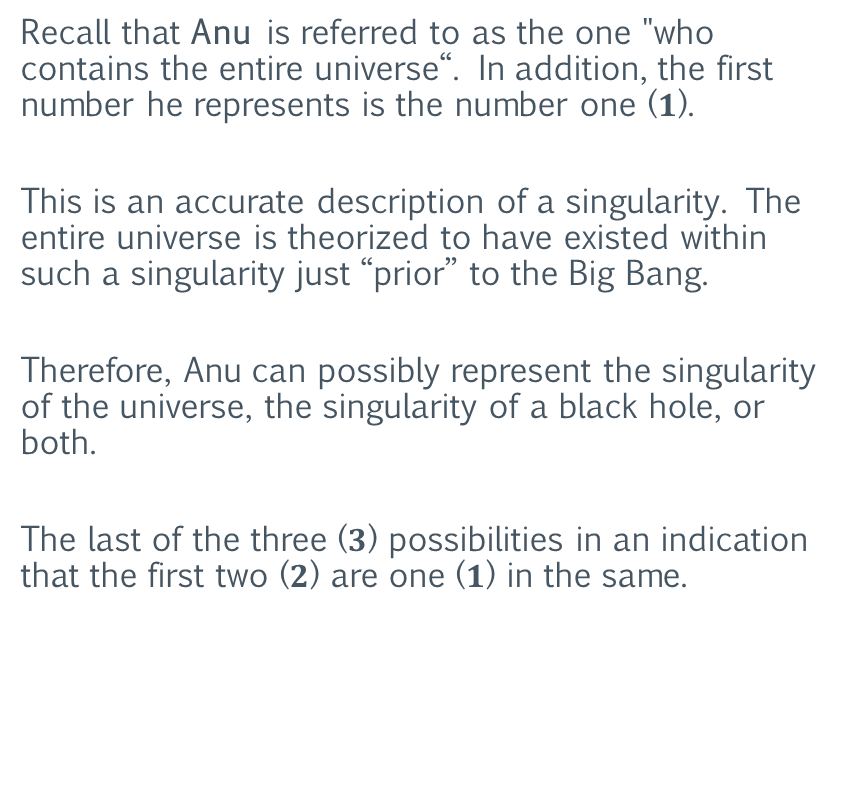 Recall that Anu is referred to as the one "who
contains the entire universe“. In addition, the first
number he represents is the number one (1).
This is an accurate description of a singularity. The
entire universe is theorized to have existed within
such a singularity just “prior” to the Big Bang.
Therefore, Anu can possibly represent the singularity
of the universe, the singularity of a black hole, or
both.
The last of the three (3) possibilities in an indication
that the first two (2) are one (1) in the same.